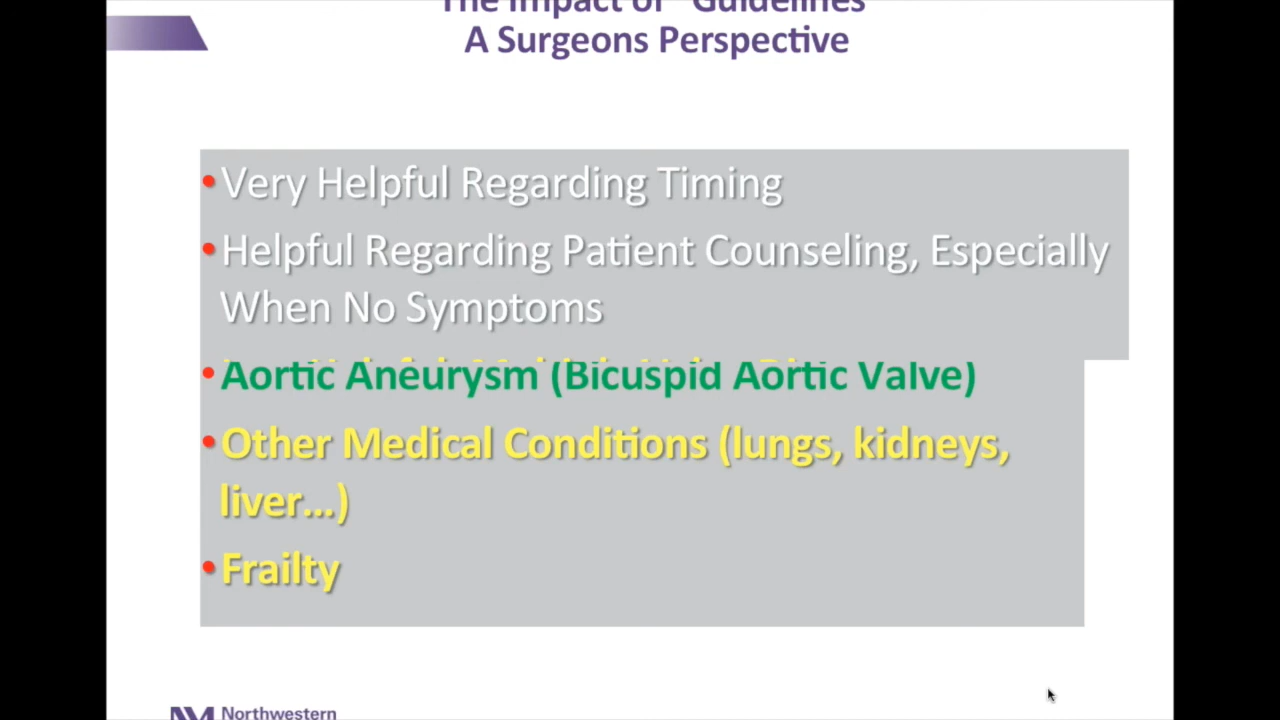 The Impact of "Guidelines
A Surgeons Perspective
•Very Helpful Regarding Timing
•Helpful Regarding Patient Counseling, Especially
When No Symptoms
•Aortic Aneurysm (Bicuspid Aortic Valve)
•Other Medical Conditions (lungs, kidneys,
liver...)
•Frailty
NM Northwestern